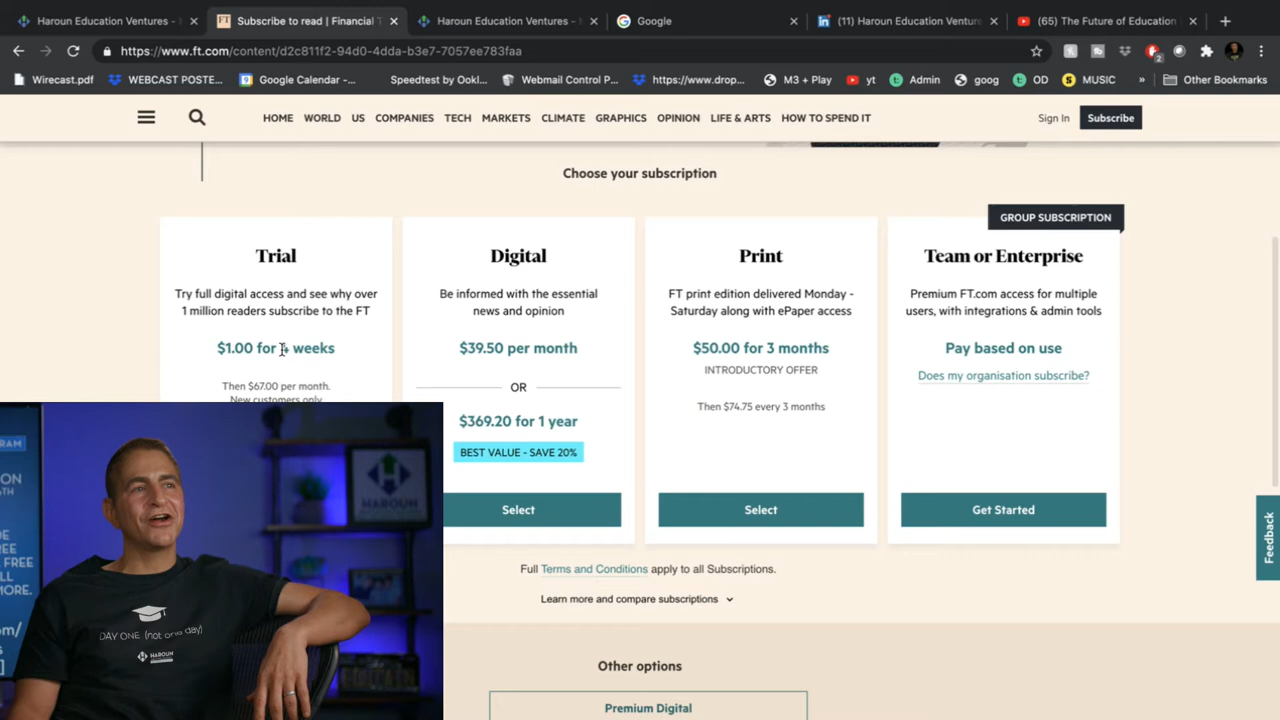 Haroun Education Ventures -
Subscribe to read | Financial T
Haroun Education Ventures -
Google
(11) Haroun Education Venture
(65) The Future of Education
https://www.ft.com/content/d2c811f2-94d0-4dda-b3e7-7057ee783faa
Wirecast.pdf
WEBCAST POSTE...
Google Calendar -...
Speedtest by Ookl...
Webmail Control P...
https://www.drop...
M3 + Play
yt
Admin
goog
OD
MUSIC
»
Other Bookmarks
HOME WORLD US COMPANIES TECH MARKETS CLIMATE GRAPHICS OPINION LIFE & ARTS HOW TO SPEND IT
Sign In
Subscribe
Choose your subscription
GROUP SUBSCRIPTION
Trial
Try full digital access and see why over
1 million readers subscribe to the FT
$1.00 for 4 weeks
Then $67.00 per month.
New customers only
Digital
Be informed with the essential
news and opinion
$39.50 per month
OR
$369.20 for 1 year
BEST VALUE - SAVE 20%
Select
Print
FT print edition delivered Monday -
Saturday along with ePaper access
$50.00 for 3 months
INTRODUCTORY OFFER
Then $74.75 every 3 months
Select
Team or Enterprise
Premium FT.com access for multiple
users, with integrations & admin tools
Pay based on use
Does my organisation subscribe?
Get Started
Feedback
Full Terms and Conditions apply to all Subscriptions.
Learn more and compare subscriptions
Other options
Premium Digital
DAY ONE (not one day)
HAROUN
HAROUN